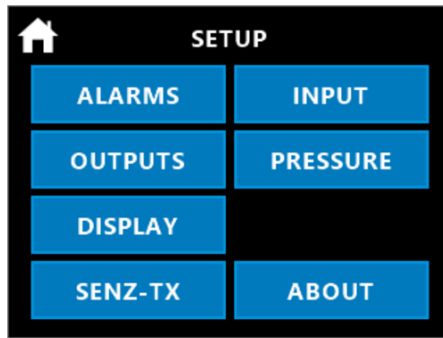 SETUP
ALARMS INPUT
OUTPUTS PRESSURE
DISPLAY
SENZ-TX ABOUT